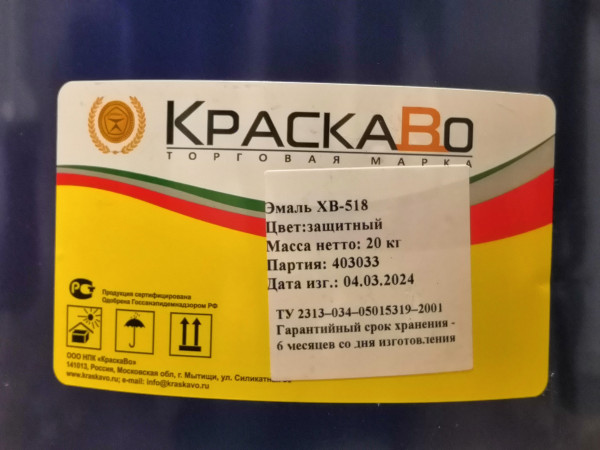 КРАСКАВО
ТОРГОВАЯ МАРКА
Эмаль ХВ-518
Цвет:защитный
Масса нетто: 20 кг
Партия: 403033
Дата изг.: 04.03.2024
ТУ 2313–034–05015319–2001
Гарантийный срок хранения -
6 месяцев со дня изготовления
РСТ
Продукция сертифицирована
Одобрена Госсанэпиднадзором РФ
ООО НПК «КраскаВо»
141013, Россия, Московская обл, г. Мытищи, ул. Силикатная
www.kraskavo.ru; e-mail: info@kraskavo.ru